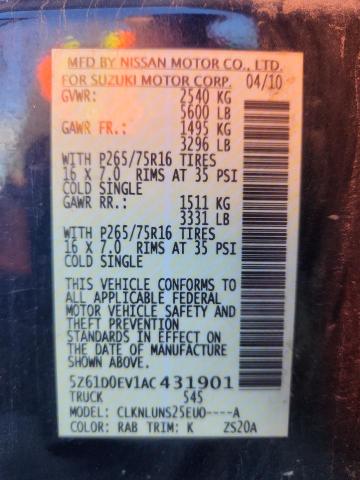 MFD BY NISSAN MOTOR CO., LTD.
FOR SUZUKI MOTOR CORP. 04/10
GVWR: 2540 KG
5600 LB
GAWR FR.: 1495 KG
3296 LB
WITH P265/75R16 TIRES
16 X 7.0 RIMS AT 35 PSI
COLD SINGLE
GAWR RR.: 1511 KG
3331 LB
WITH P265/75R16 TIRES
16 X 7.0 RIMS AT 35 PSI
COLD SINGLE
THIS VEHICLE CONFORMS TO
ALL APPLICABLE FEDERAL
MOTOR VEHICLE SAFETY AND
THEFT PREVENTION
STANDARDS IN EFFECT ON
THE DATE OF MANUFACTURE
SHOWN ABOVE.
5Z61D0EV1AC431901
TRUCK 545
MODEL: CLKNLUNS25EU0----A
COLOR: RAB TRIM: K ZS20A